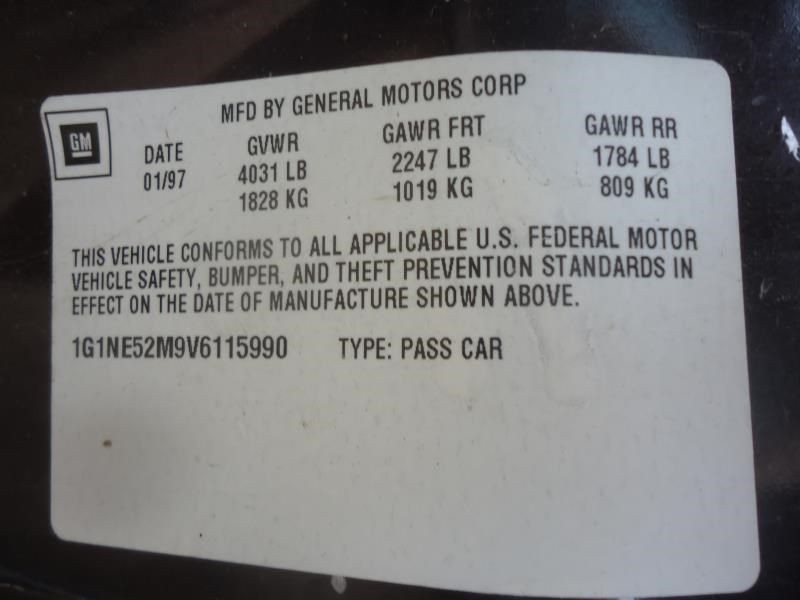 MFD BY GENERAL MOTORS CORP
GM
DATE GVWR GAWR FRT GAWR RR
01/97 4031 LB 2247 LB 1784 LB
1828 KG 1019 KG 809 KG
THIS VEHICLE CONFORMS TO ALL APPLICABLE U.S. FEDERAL MOTOR
VEHICLE SAFETY, BUMPER, AND THEFT PREVENTION STANDARDS IN
EFFECT ON THE DATE OF MANUFACTURE SHOWN ABOVE.
1G1NE52M9V6115990 TYPE: PASS CAR